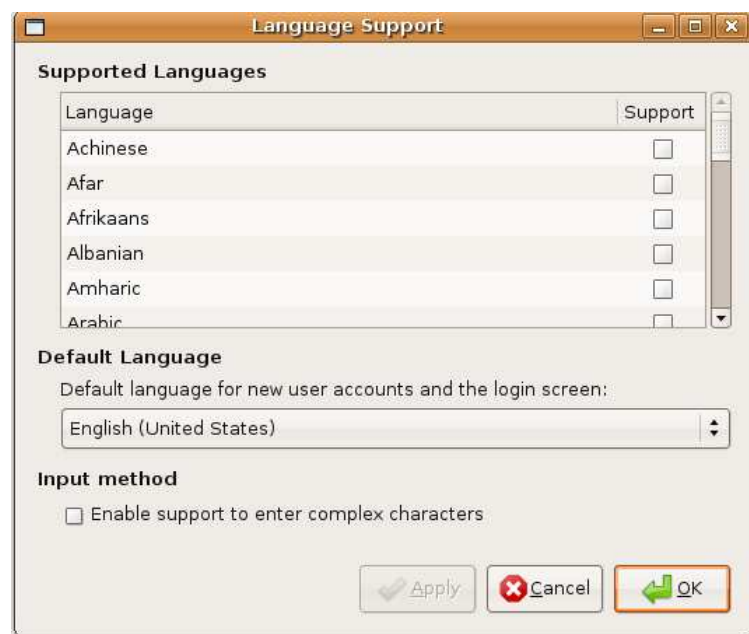 Language Support
Supported Languages
Language Support
Achinese
Afar
Afrikaans
Albanian
Amharic
Arabic
Default Language
Default language for new user accounts and the login screen:
English (United States)
Input method
Enable support to enter complex characters
Apply Cancel OK